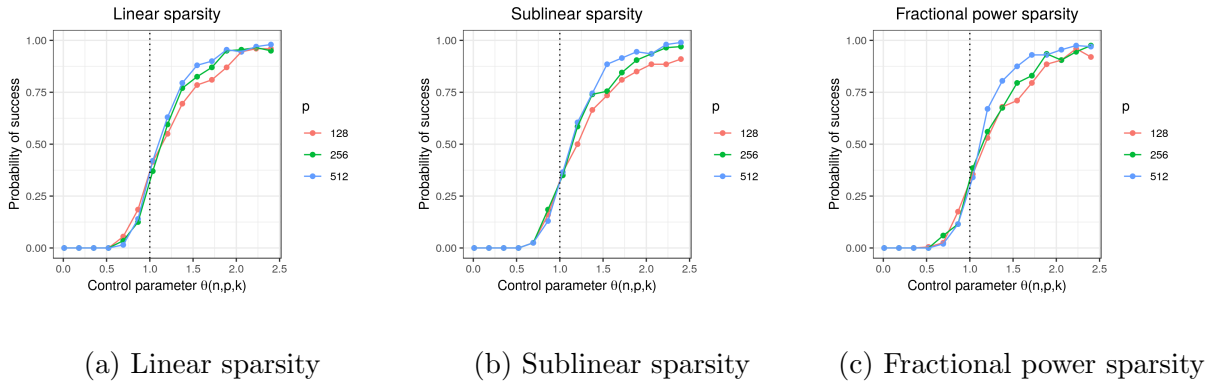 Linear sparsity
Probability of success
1.00
0.75
0.50
0.25
0.00
0.0 0.5 1.0 1.5 2.0 2.5
Control parameter θ(n,p,k)
p
128
256
512
(a) Linear sparsity
Sublinear sparsity
Probability of success
1.00
0.75
0.50
0.25
0.00
0.0 0.5 1.0 1.5 2.0 2.5
Control parameter θ(n,p,k)
p
128
256
512
(b) Sublinear sparsity
Fractional power sparsity
Probability of success
1.00
0.75
0.50
0.25
0.00
0.0 0.5 1.0 1.5 2.0 2.5
Control parameter θ(n,p,k)
p
128
256
512
(c) Fractional power sparsity